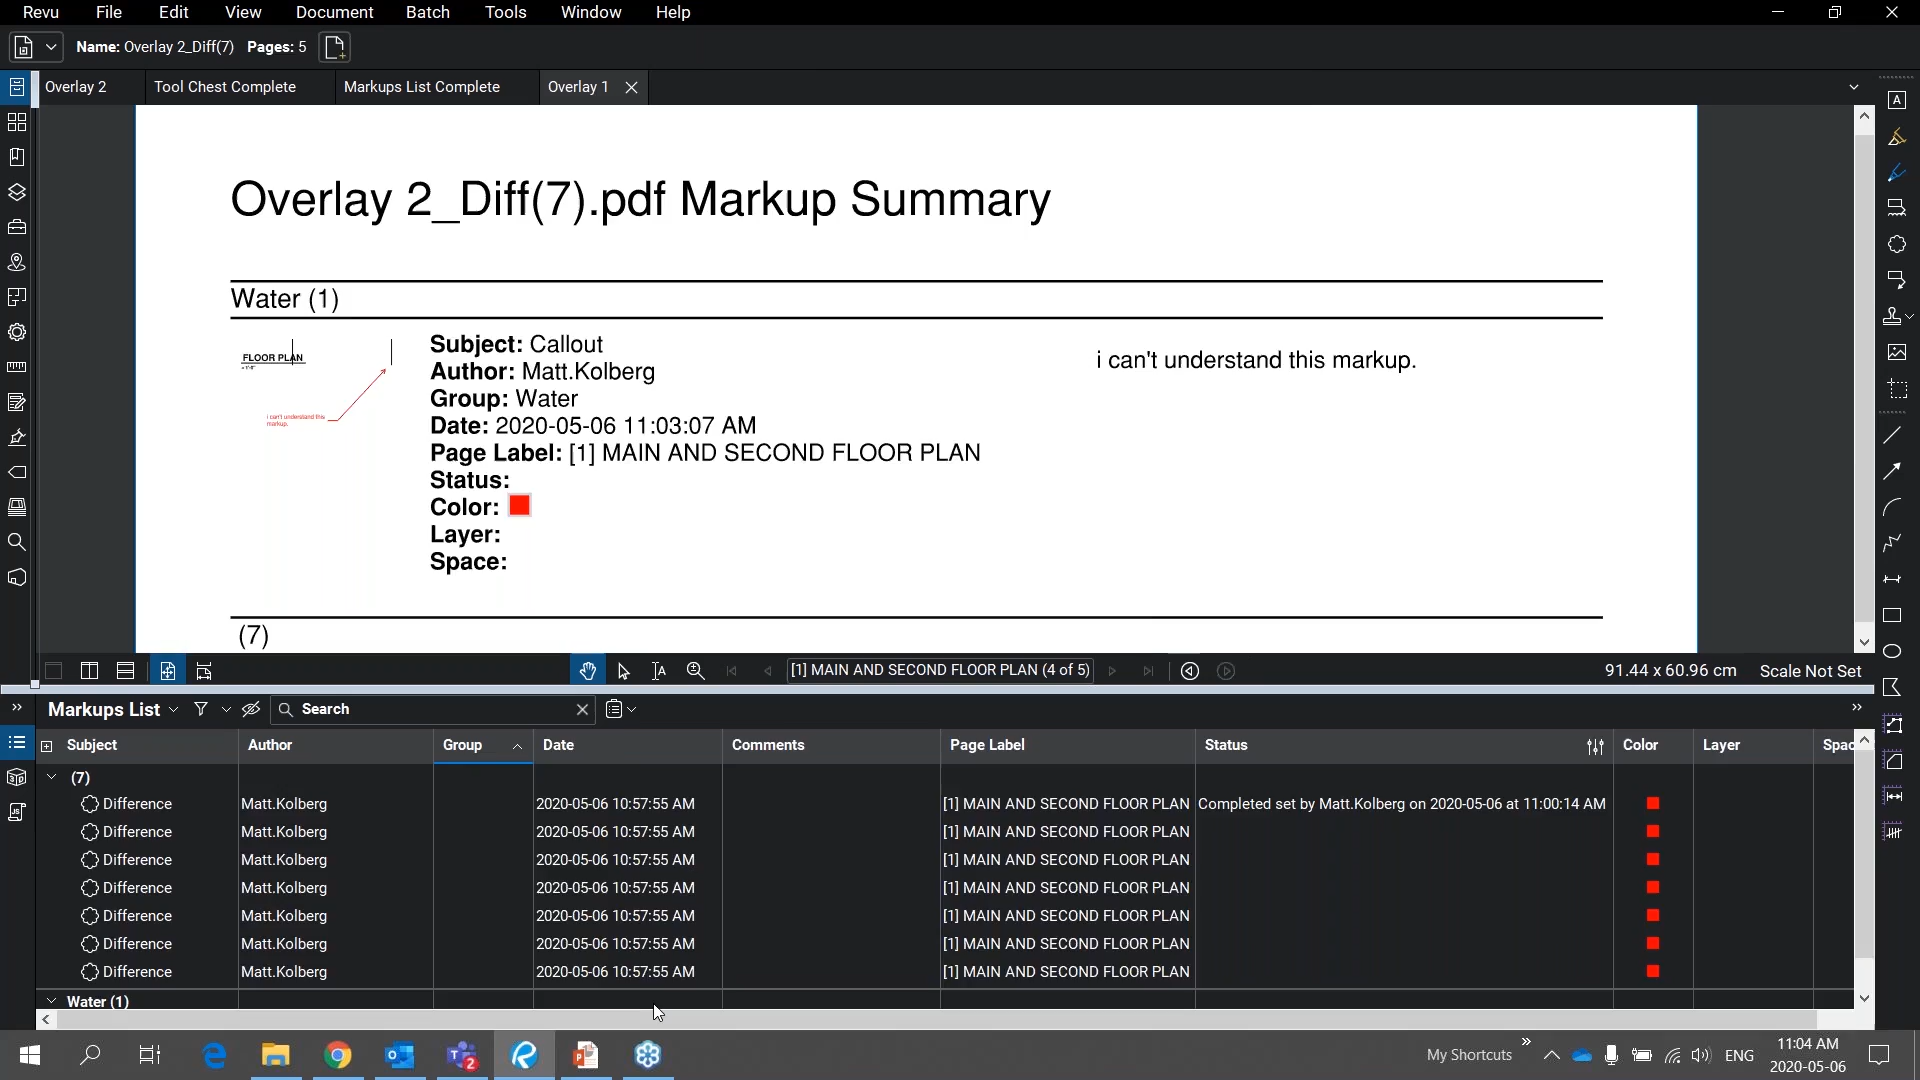 Revu File Edit View Document Batch Tools Window Help
Name: Overlay 2_Diff(7) Pages: 5
Overlay 2 Tool Chest Complete Markups List Complete Overlay 1
Overlay 2_Diff(7).pdf Markup Summary
Water (1)
FLOOR PLAN
i can't understand this
markup.
Subject: Callout
Author: Matt.Kolberg
Group: Water
Date: 2020-05-06 11:03:07 AM
Page Label: [1] MAIN AND SECOND FLOOR PLAN
Status:
Color:
Layer:
Space:
i can't understand this markup.
(7)
[1] MAIN AND SECOND FLOOR PLAN (4 of 5) 91.44 x 60.96 cm Scale Not Set
Markups List Search
Subject Author Group Date Comments Page Label Status Color Layer Spac
(7)
Difference Matt.Kolberg 2020-05-06 10:57:55 AM [1] MAIN AND SECOND FLOOR PLAN Completed set by Matt.Kolberg on 2020-05-06 at 11:00:14 AM
Difference Matt.Kolberg 2020-05-06 10:57:55 AM [1] MAIN AND SECOND FLOOR PLAN
Difference Matt.Kolberg 2020-05-06 10:57:55 AM [1] MAIN AND SECOND FLOOR PLAN
Difference Matt.Kolberg 2020-05-06 10:57:55 AM [1] MAIN AND SECOND FLOOR PLAN
Difference Matt.Kolberg 2020-05-06 10:57:55 AM [1] MAIN AND SECOND FLOOR PLAN
Difference Matt.Kolberg 2020-05-06 10:57:55 AM [1] MAIN AND SECOND FLOOR PLAN
Difference Matt.Kolberg 2020-05-06 10:57:55 AM [1] MAIN AND SECOND FLOOR PLAN
Water (1)
My Shortcuts ENG 11:04 AM
2020-05-06